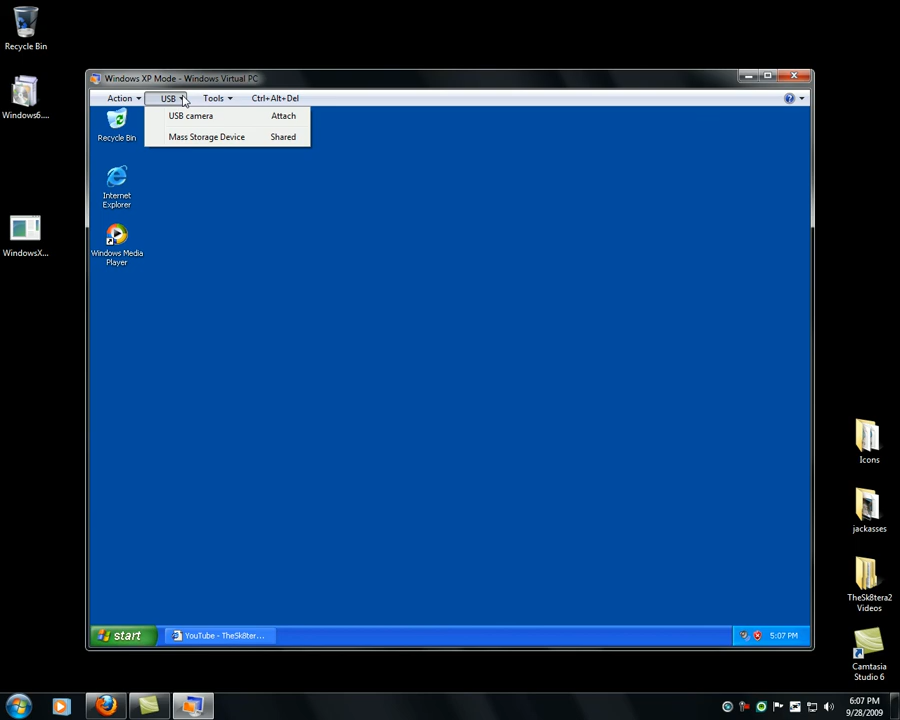 Recycle Bin
Windows6....
WindowsX...
Windows XP Mode - Windows Virtual PC
Action USB Tools Ctrl+Alt+Del
USB camera Attach
Mass Storage Device Shared
Recycle Bin
Internet
Explorer
Windows Media
Player
start YouTube - TheSk8ter... 5:07 PM
Icons
jackasses
TheSk8tera2
Videos
Camtasia
Studio 6
6:07 PM
9/28/2009